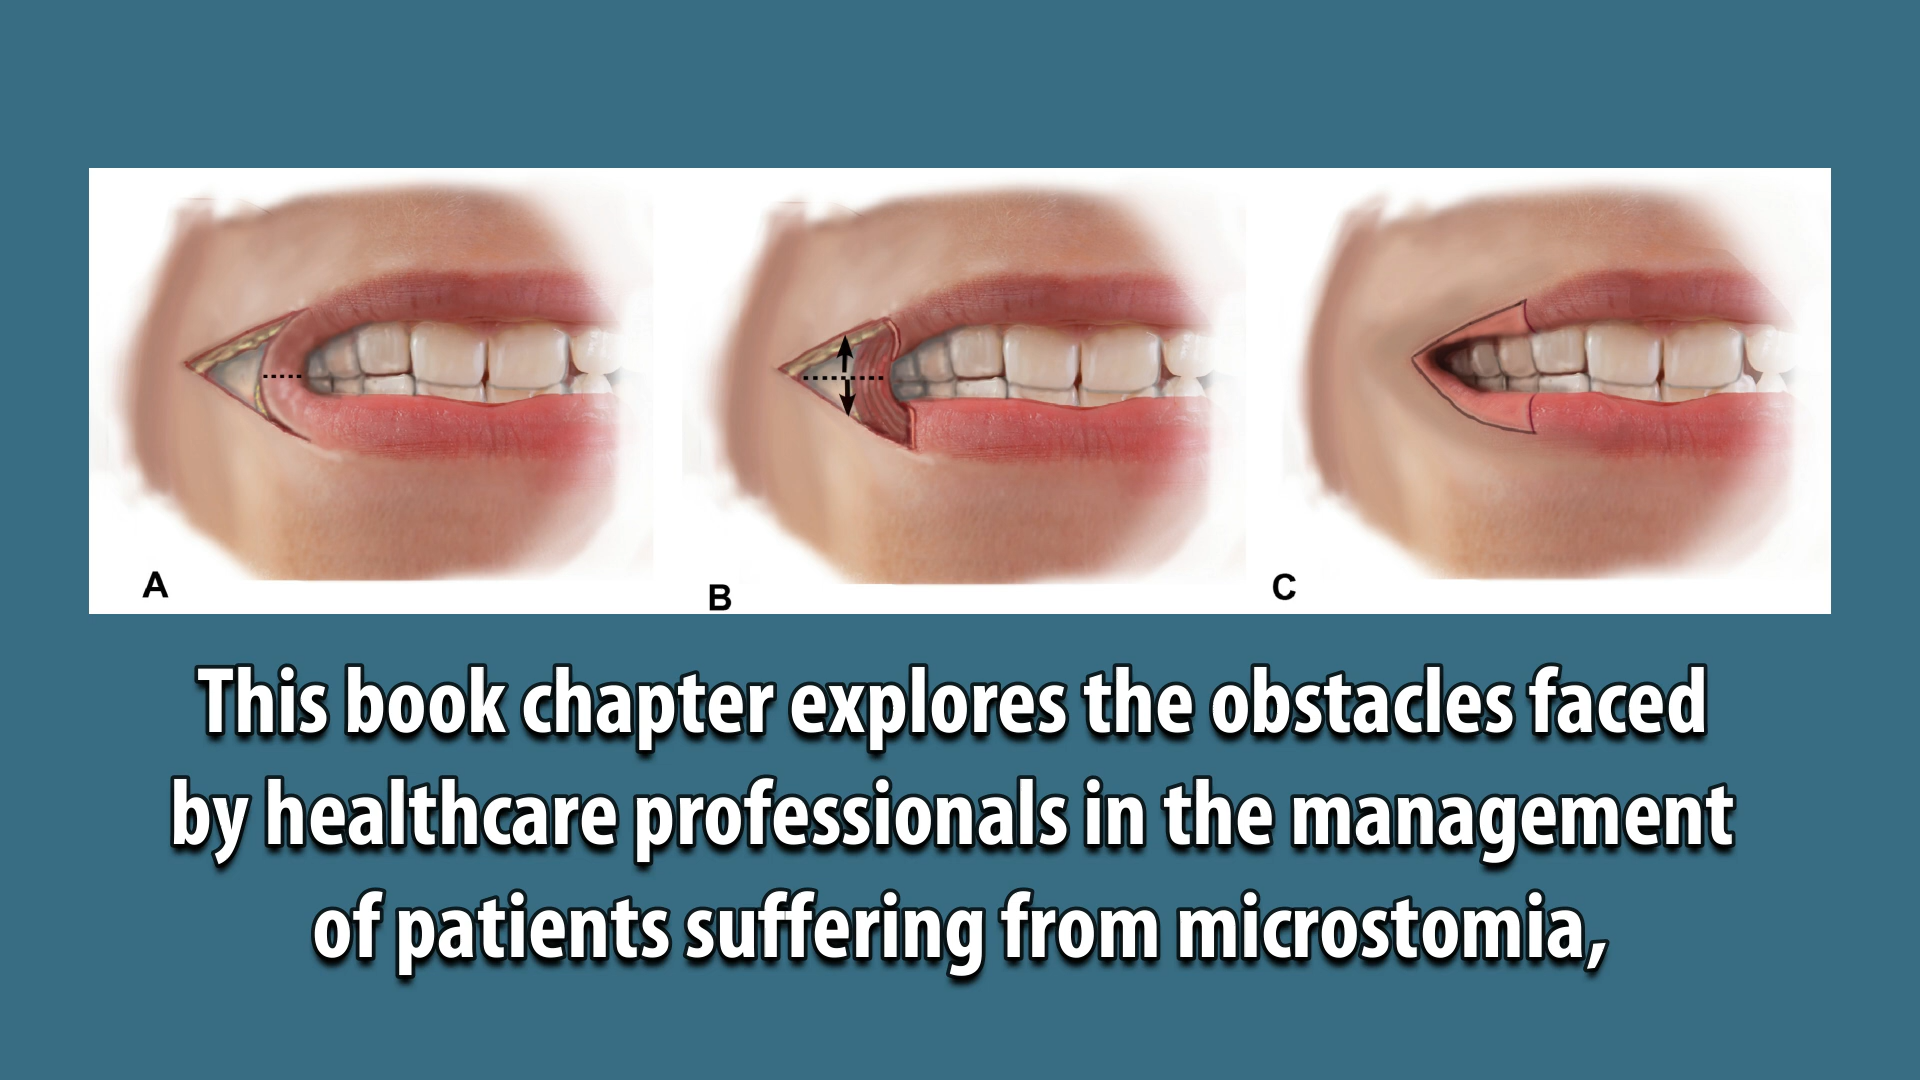 A
B
C
This book chapter explores the obstacles faced
by healthcare professionals in the management
of patients suffering from microstomia,